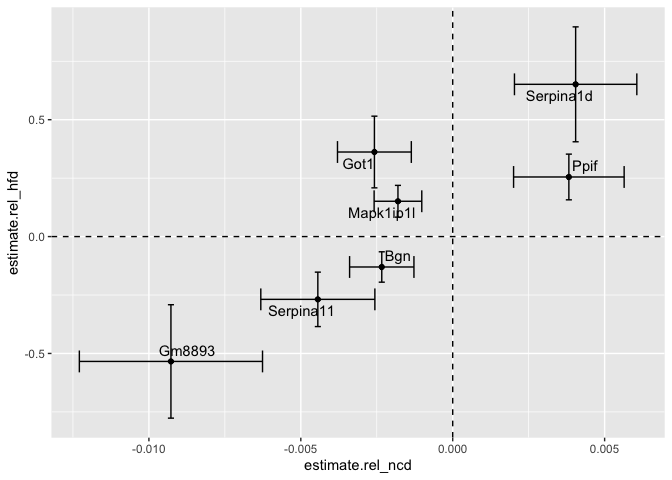 0.5
0.0
-0.5
estimate.rel_hfd
Serpina1d
Got1
Ppif
Mapk1ip1l
Bgn
Serpina11
Gm8893
-0.010
-0.005
0.000
0.005
estimate.rel_ncd